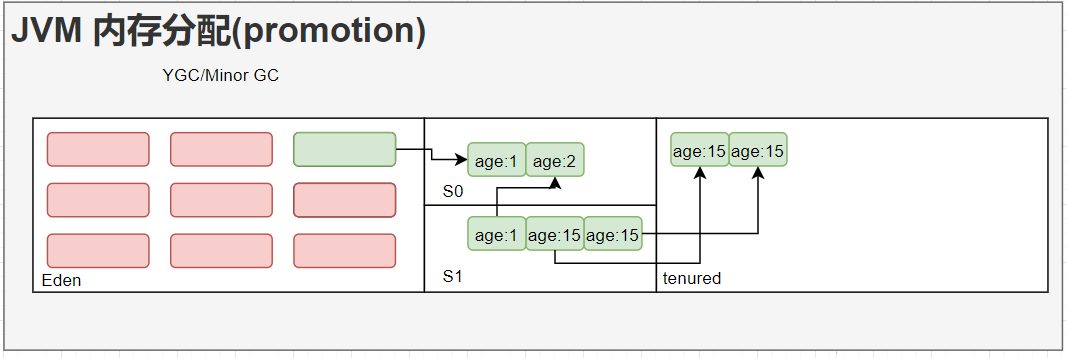 JVM 内存分配(promotion)
YGC/Minor GC
age:1 age:2
S0
age:1 age:15 age:15
S1
Eden
age:15 age:15
tenured